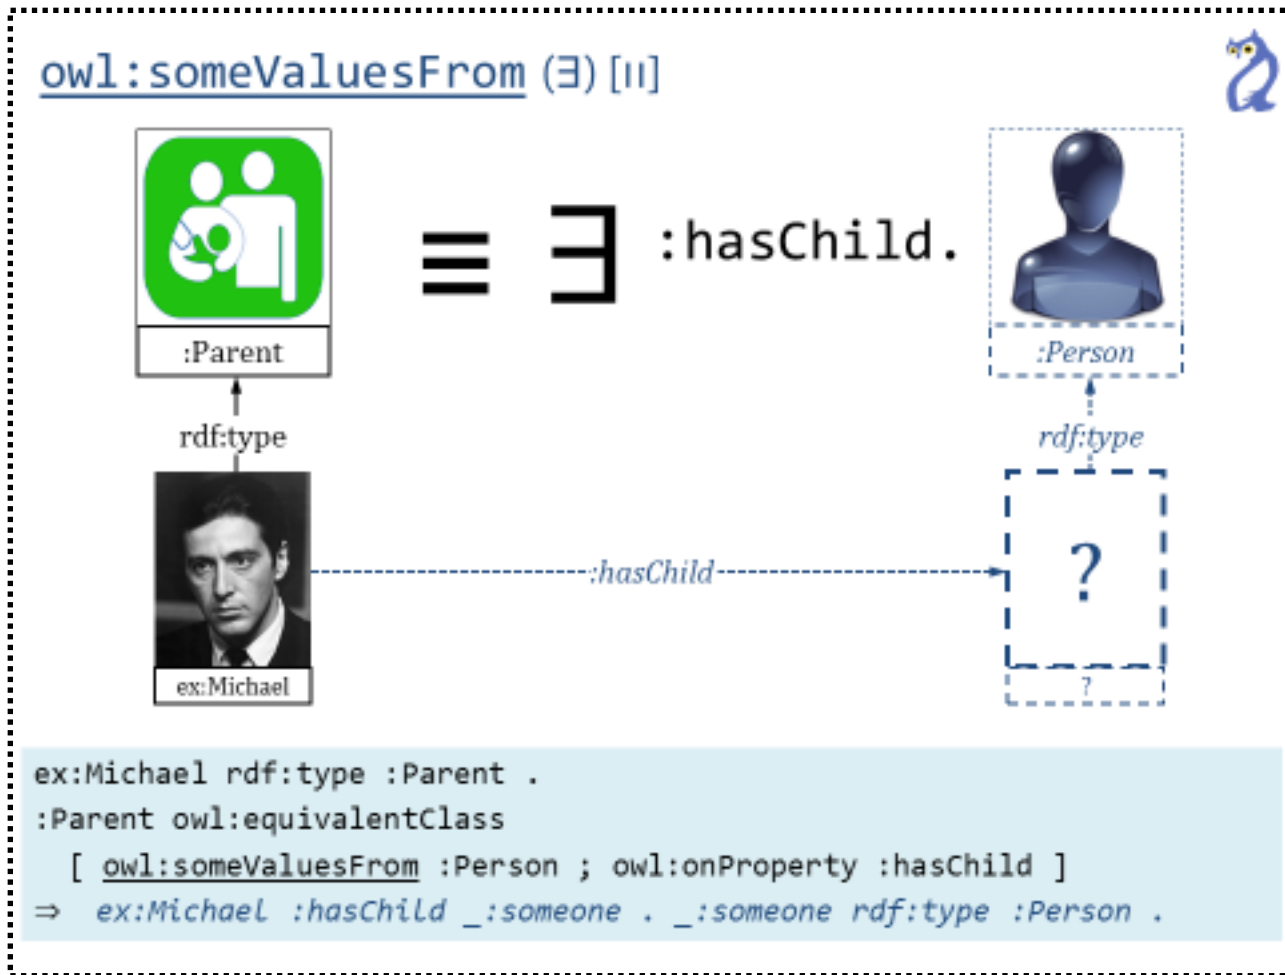 owl:someValuesFrom (∃) [II]
≡ ∃ :hasChild.
:Parent
:Person
rdf:type
rdf:type
?
:hasChild
ex:Michael
?
ex:Michael rdf:type :Parent .
:Parent owl:equivalentClass
[ owl:someValuesFrom :Person ; owl:onProperty :hasChild ]
⇒ ex:Michael :hasChild _:someone . _:someone rdf:type :Person .